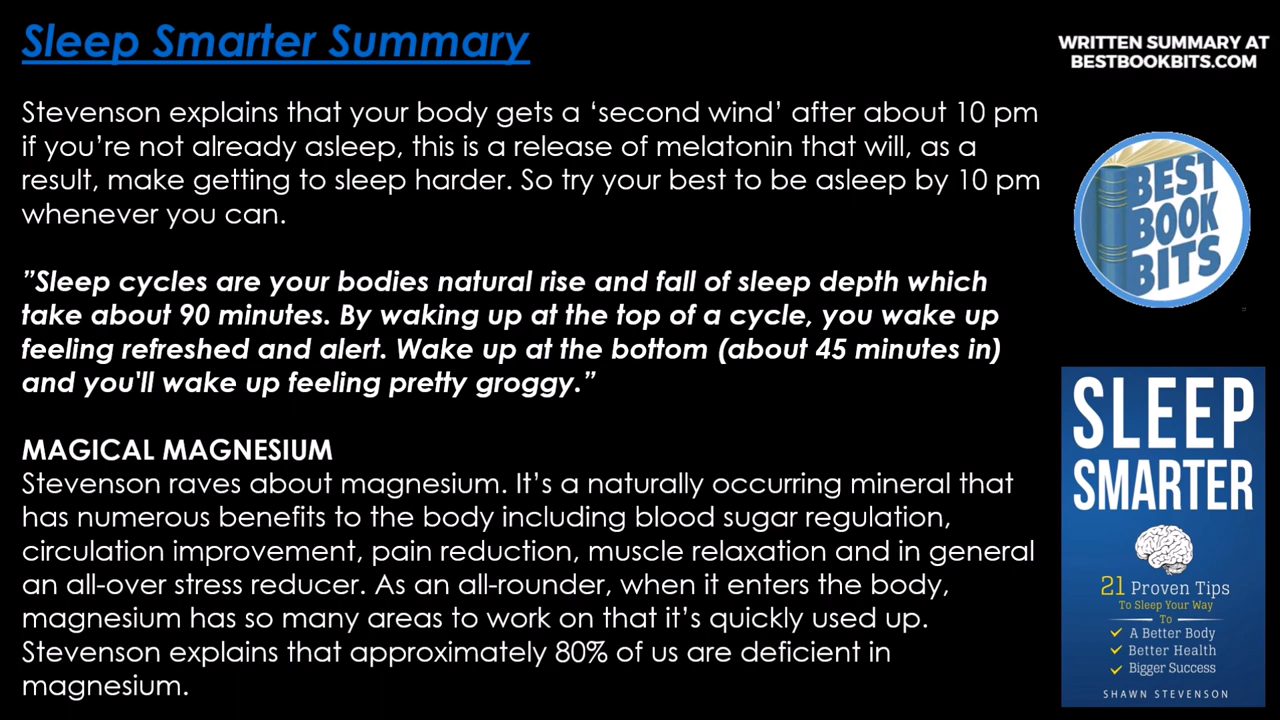 Sleep Smarter Summary
WRITTEN SUMMARY AT
BESTBOOKBITS.COM
Stevenson explains that your body gets a ‘second wind’ after about 10 pm
if you’re not already asleep, this is a release of melatonin that will, as a
result, make getting to sleep harder. So try your best to be asleep by 10 pm
whenever you can.
”Sleep cycles are your bodies natural rise and fall of sleep depth which
take about 90 minutes. By waking up at the top of a cycle, you wake up
feeling refreshed and alert. Wake up at the bottom (about 45 minutes in)
and you'll wake up feeling pretty groggy.”
MAGICAL MAGNESIUM
Stevenson raves about magnesium. It’s a naturally occurring mineral that
has numerous benefits to the body including blood sugar regulation,
circulation improvement, pain reduction, muscle relaxation and in general
an all-over stress reducer. As an all-rounder, when it enters the body,
magnesium has so many areas to work on that it’s quickly used up.
Stevenson explains that approximately 80% of us are deficient in
magnesium.
BEST
BOOK
BITS
SLEEP
SMARTER
21 Proven Tips
To Sleep Your Way
To
A Better Body
Better Health
Bigger Success
SHAWN STEVENSON